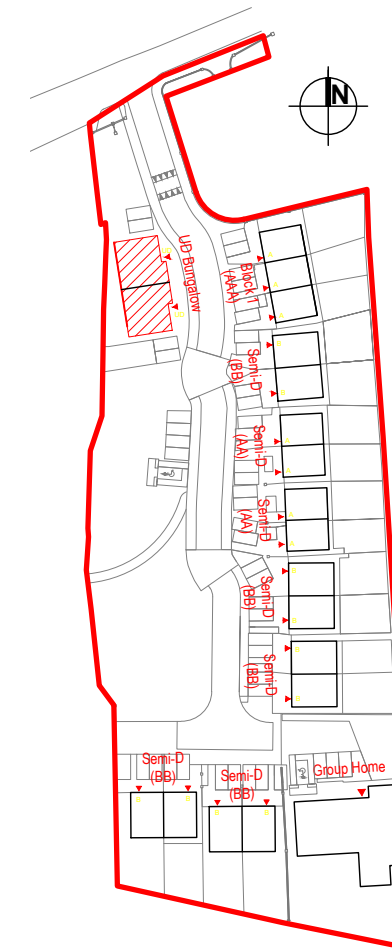 N
UD Bungalow
Block 1
(AAA)
Semi-D
(BB)
Semi-D
(AA)
Semi-D
(AA)
Semi-D
(BB)
Semi-D
(BB)
Semi-D
(BB)
Semi-D
(BB)
Group Home